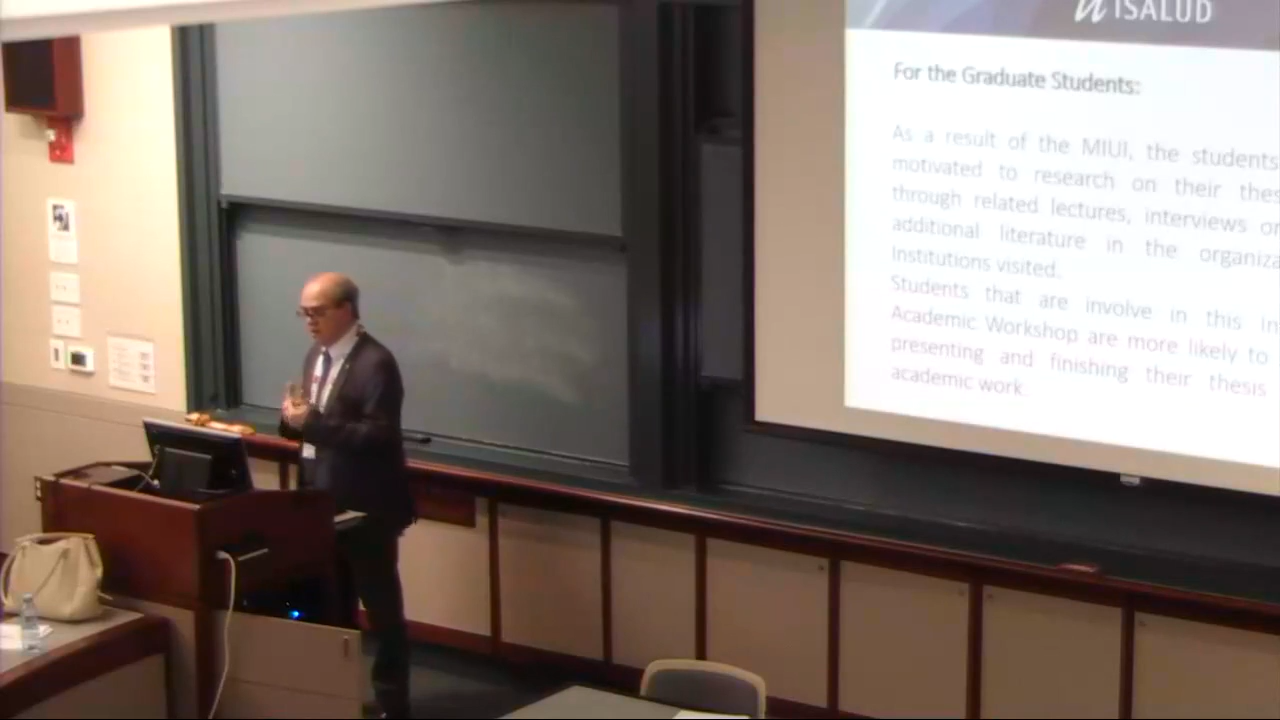 ISALUD
For the Graduate Students:
As a result of the MIUI, the students
motivated to research on their thes
through related lectures, interviews or
additional literature in the organiza
Institutions visited.
Students that are involve in this In
Academic Workshop are more likely to
presenting and finishing their thesis
academic work.